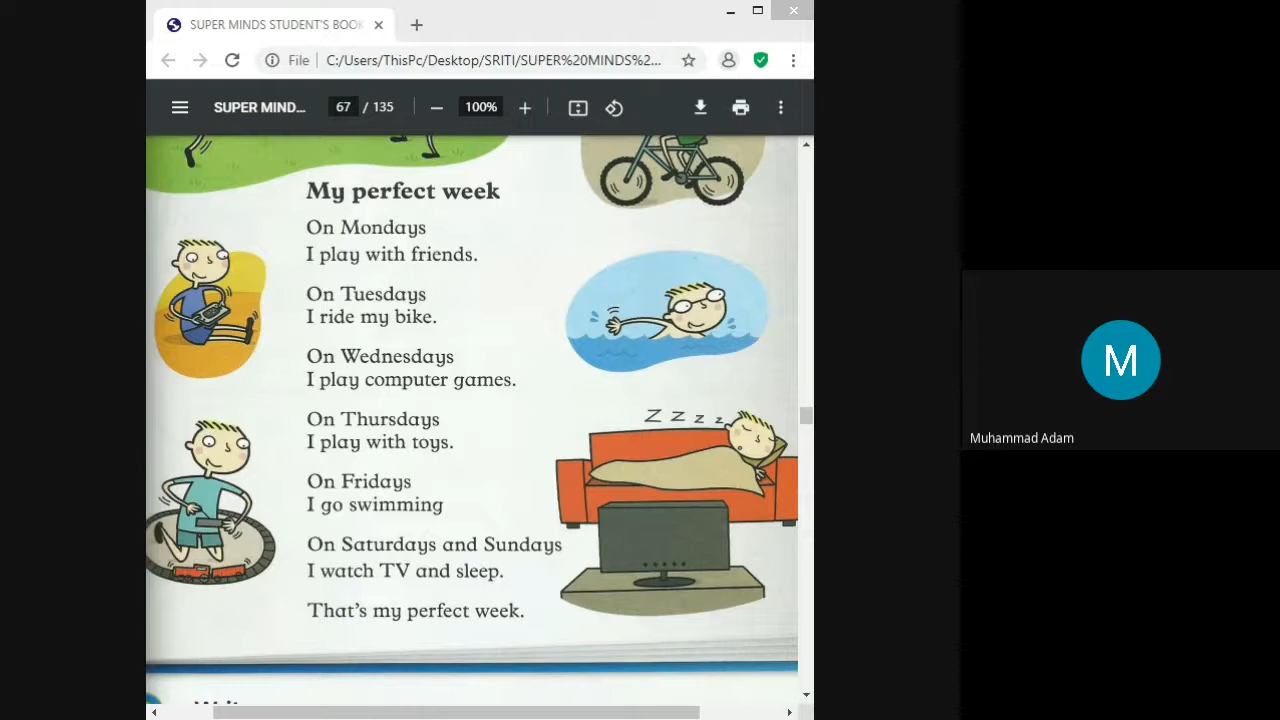 SUPER MINDS STUDENT'S BOOK
File
C:/Users/ThisPc/Desktop/SRITI/SUPER%20MINDS%2...
SUPER MIND...
67 / 135
100%
My perfect week
On Mondays
I play with friends.
On Tuesdays
I ride my bike.
On Wednesdays
I play computer games.
On Thursdays
I play with toys.
On Fridays
I go swimming
On Saturdays and Sundays
I watch TV and sleep.
That's my perfect week.
Z Z Z z
M
Muhammad Adam